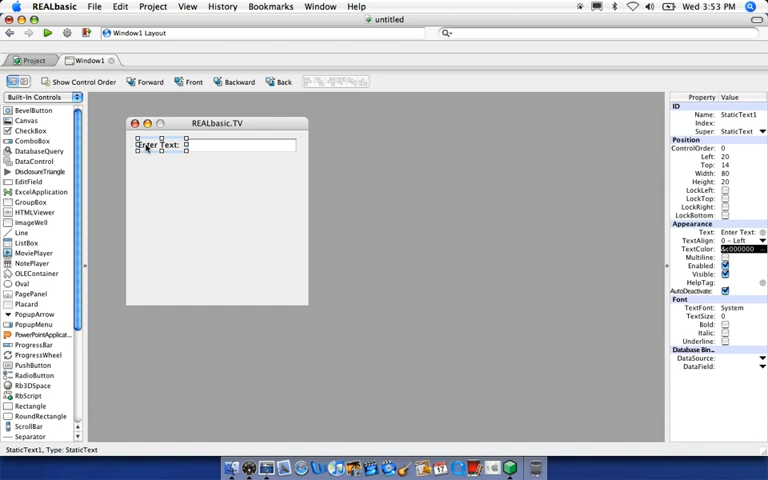 REALbasic File Edit Project View History Bookmarks Window Help Wed 3:53 PM
untitled
Window1 Layout
Project Window1
Show Control Order Forward Front Backward Back
Built-In Controls
BevelButton
Canvas
CheckBox
ComboBox
DatabaseQuery
DataControl
DisclosureTriangle
EditField
ExcelApplication
GroupBox
HTMLViewer
ImageWell
Line
ListBox
MoviePlayer
NotePlayer
OLEContainer
Oval
PagePanel
Placard
PopupArrow
PopupMenu
PowerPointApplicat...
ProgressBar
ProgressWheel
PushButton
RadioButton
Rb3DSpace
RbScript
Rectangle
RoundRectangle
ScrollBar
Separator
REALbasic.TV
Enter Text:
Property Value
ID
Name: StaticText1
Index:
Super: StaticText
Position
ControlOrder: 0
Left: 20
Top: 14
Width: 80
Height: 20
LockLeft:
LockTop:
LockRight:
LockBottom:
Appearance
Text: Enter Text:
TextAlign: 0 - Left
TextColor: &c000000
Multiline:
Enabled:
Visible:
HelpTag:
AutoDeactivate:
Font
TextFont: System
TextSize: 0
Bold:
Italic:
Underline:
Database Bin...
DataSource:
DataField:
StaticText1, Type: StaticText
17